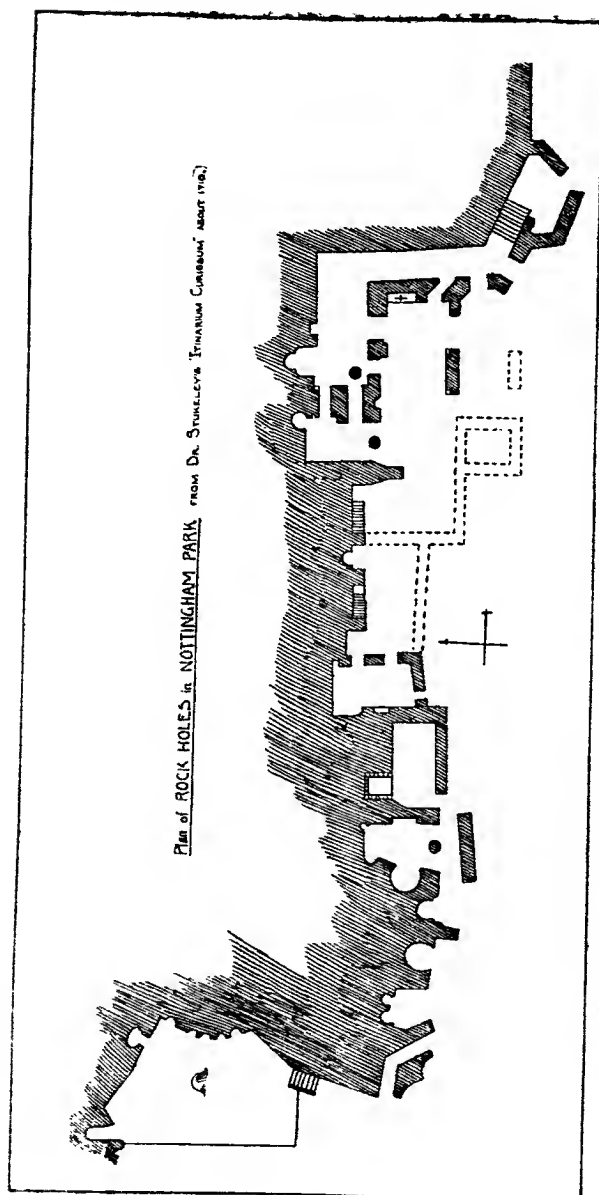 Plan of ROCK HOLES in NOTTINGHAM PARK FROM DR. STUKELEY'S ITINARIUM CURIOSUM" ABOUT 1710.)